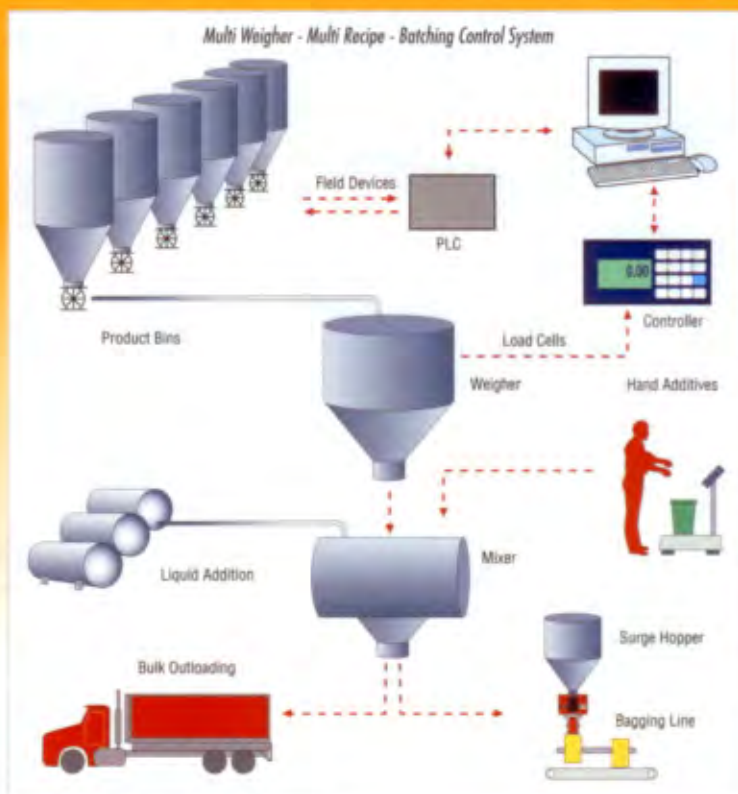 Multi Weigher - Multi Recipe - Batching Control System
Field Devices
PLC
0.00
Controller
Product Bins
Load Cells
Weigher
Hand Additives
Liquid Addition
Mixer
Surge Hopper
Bulk Outloading
Bagging Line